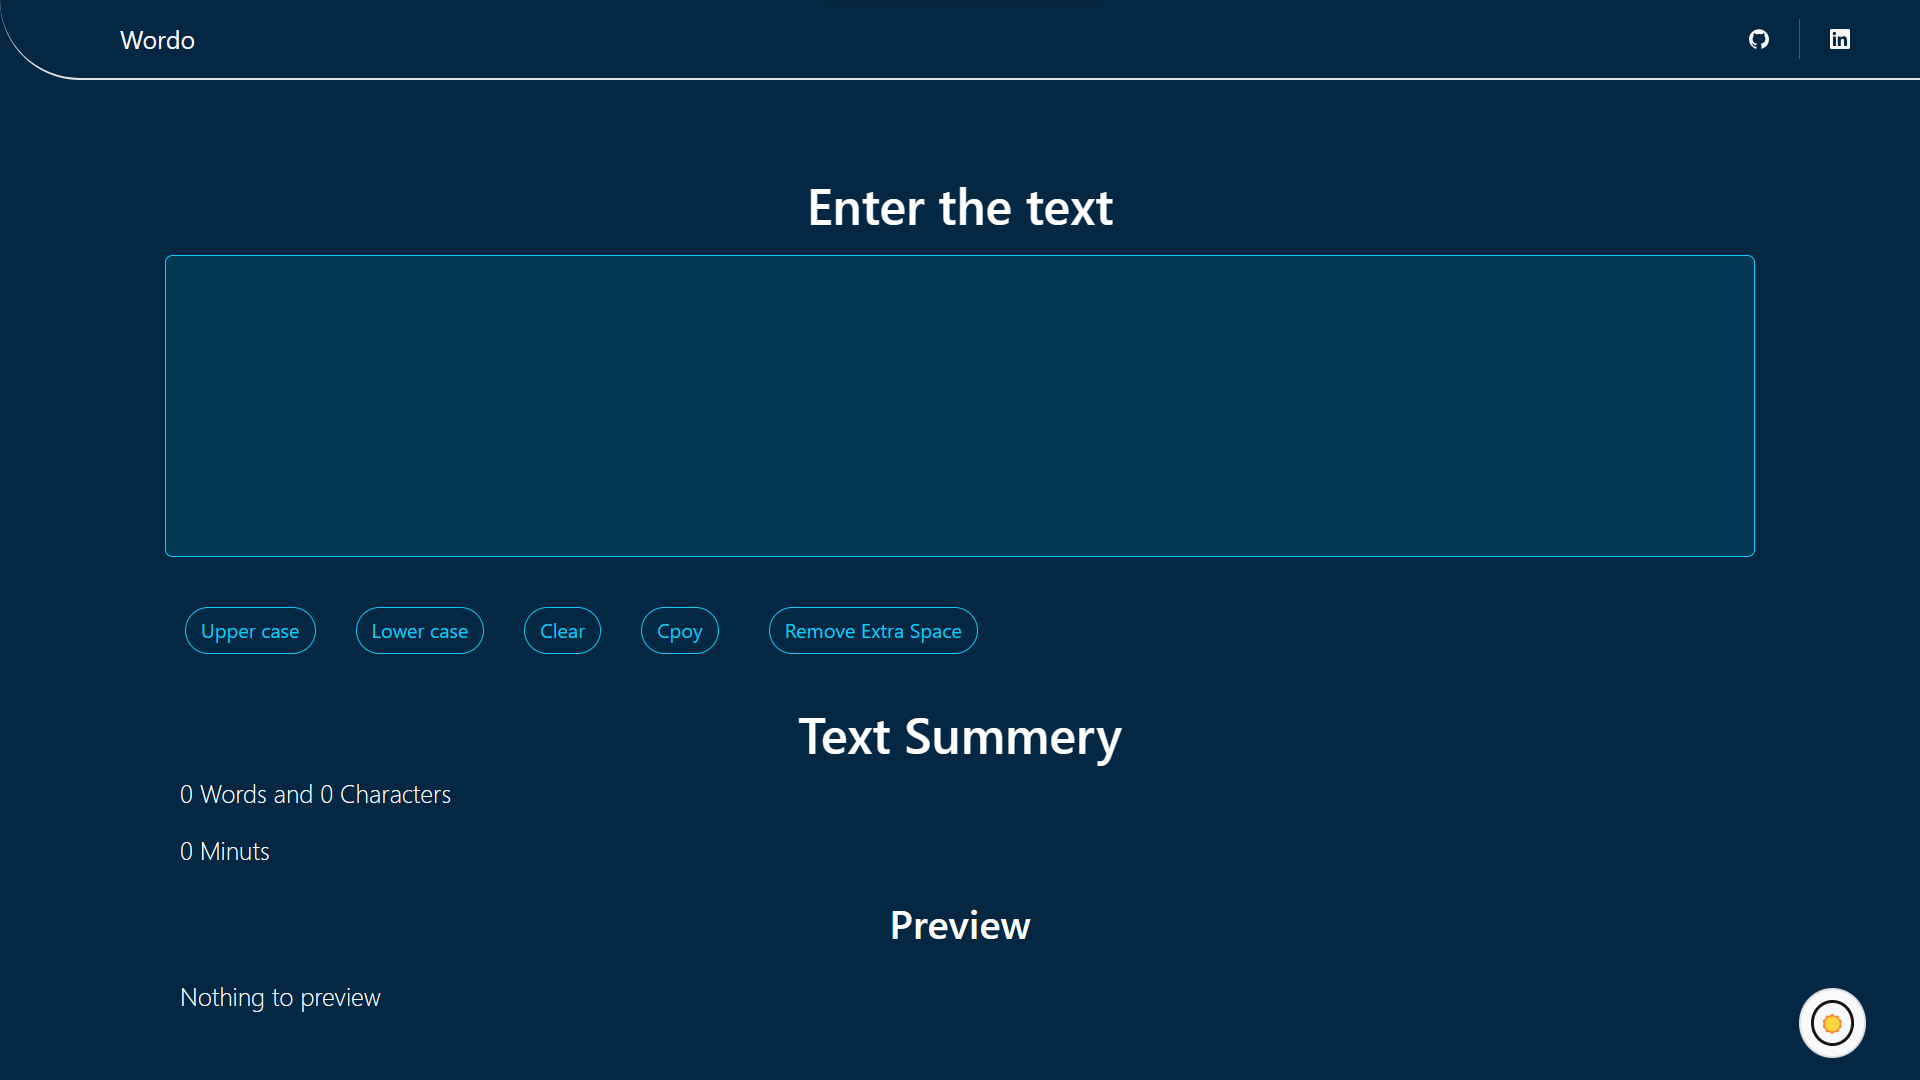 Wordo
Enter the text
Upper case Lower case Clear Cpoy Remove Extra Space
Text Summery
0 Words and 0 Characters
0 Minuts
Preview
Nothing to preview